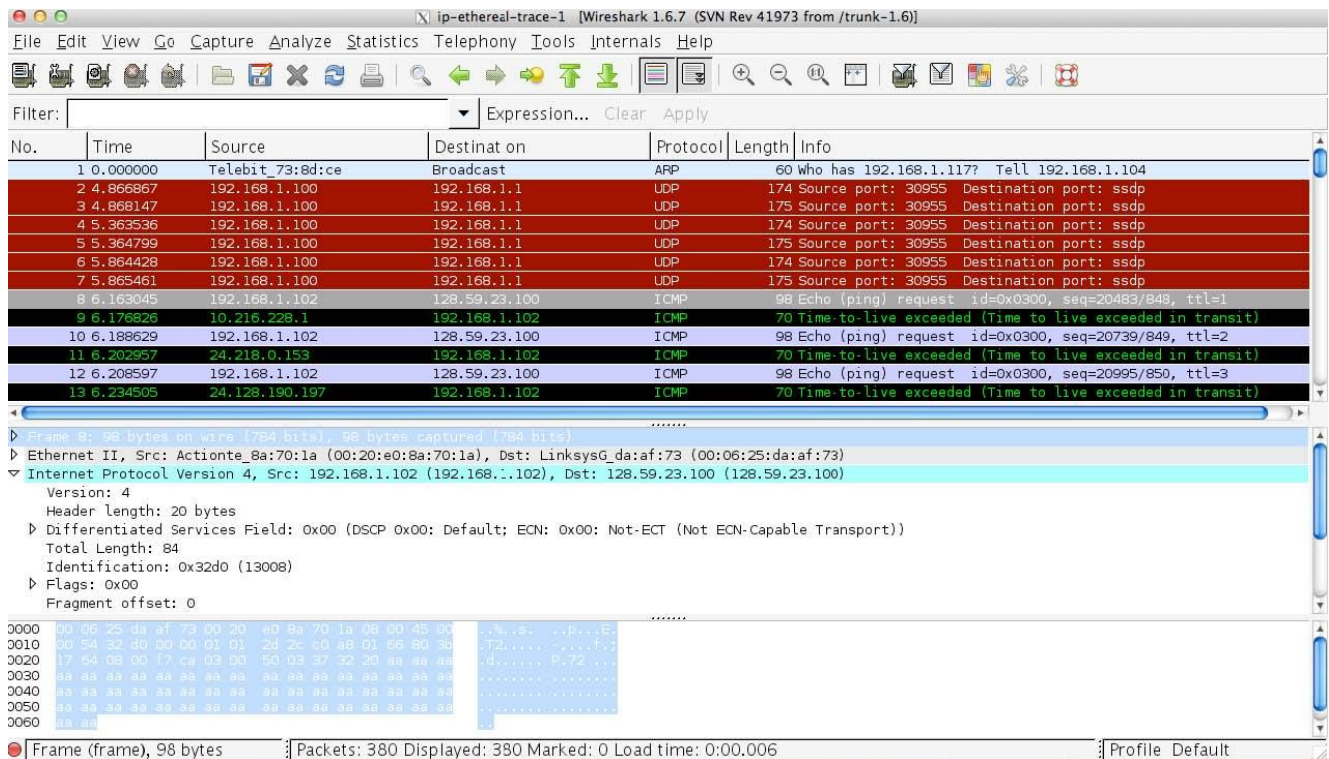 ip-ethereal-trace-1 [Wireshark 1.6.7 (SVN Rev 41973 from /trunk-1.6)]
File Edit View Go Capture Analyze Statistics Telephony Tools Internals Help
Filter: Expression... Clear Apply
No. Time Source Destinat on Protocol Length Info
1 0.000000 Telebit_73:8d:ce Broadcast ARP 60 Who has 192.168.1.117? Tell 192.168.1.104
2 4.866867 192.168.1.100 192.168.1.1 UDP 174 Source port: 30955 Destination port: ssdp
3 4.868147 192.168.1.100 192.168.1.1 UDP 175 Source port: 30955 Destination port: ssdp
4 5.363536 192.168.1.100 192.168.1.1 UDP 174 Source port: 30955 Destination port: ssdp
5 5.364799 192.168.1.100 192.168.1.1 UDP 175 Source port: 30955 Destination port: ssdp
6 5.864428 192.168.1.100 192.168.1.1 UDP 174 Source port: 30955 Destination port: ssdp
7 5.865461 192.168.1.100 192.168.1.1 UDP 175 Source port: 30955 Destination port: ssdp
8 6.163045 192.168.1.102 128.59.23.100 ICMP 98 Echo (ping) request id=0x0300, seq=20483/848, ttl=1
9 6.176826 10.216.228.1 192.168.1.102 ICMP 70 Time-to-live exceeded (Time to live exceeded in transit)
10 6.188629 192.168.1.102 128.59.23.100 ICMP 98 Echo (ping) request id=0x0300, seq=20739/849, ttl=2
11 6.202957 24.218.0.153 192.168.1.102 ICMP 70 Time-to-live exceeded (Time to live exceeded in transit)
12 6.208597 192.168.1.102 128.59.23.100 ICMP 98 Echo (ping) request id=0x0300, seq=20995/850, ttl=3
13 6.234505 24.128.190.197 192.168.1.102 ICMP 70 Time-to-live exceeded (Time to live exceeded in transit)
Frame 8: 98 bytes on wire (784 bits), 98 bytes captured (784 bits)
Ethernet II, Src: Actionte_8a:70:1a (00:20:e0:8a:70:1a), Dst: LinksysG_da:af:73 (00:06:25:da:af:73)
Internet Protocol Version 4, Src: 192.168.1.102 (192.168.1.102), Dst: 128.59.23.100 (128.59.23.100)
Version: 4
Header length: 20 bytes
Differentiated Services Field: 0x00 (DSCP 0x00: Default; ECN: 0x00: Not-ECT (Not ECN-Capable Transport))
Total Length: 84
Identification: 0x32d0 (13008)
Flags: 0x00
Fragment offset: 0
0000 00 06 25 da af 73 00 20 e0 8a 70 1a 08 00 45 00 ..%..s. ..p...E.
0010 00 54 32 d0 00 00 01 01 2d 2c c0 a8 01 66 80 3b .T2..... -,...f.;
0020 17 64 08 00 f7 ca 03 00 50 03 37 32 20 aa aa aa .d...... P.72 ...
0030 aa aa aa aa aa aa aa aa aa aa aa aa aa aa aa aa ........ ........
0040 aa aa aa aa aa aa aa aa aa aa aa aa aa aa aa aa ........ ........
0050 aa aa aa aa aa aa aa aa aa aa aa aa aa aa aa aa ........ ........
0060 aa aa ..
Frame (frame), 98 bytes Packets: 380 Displayed: 380 Marked: 0 Load time: 0:00.006 Profile Default